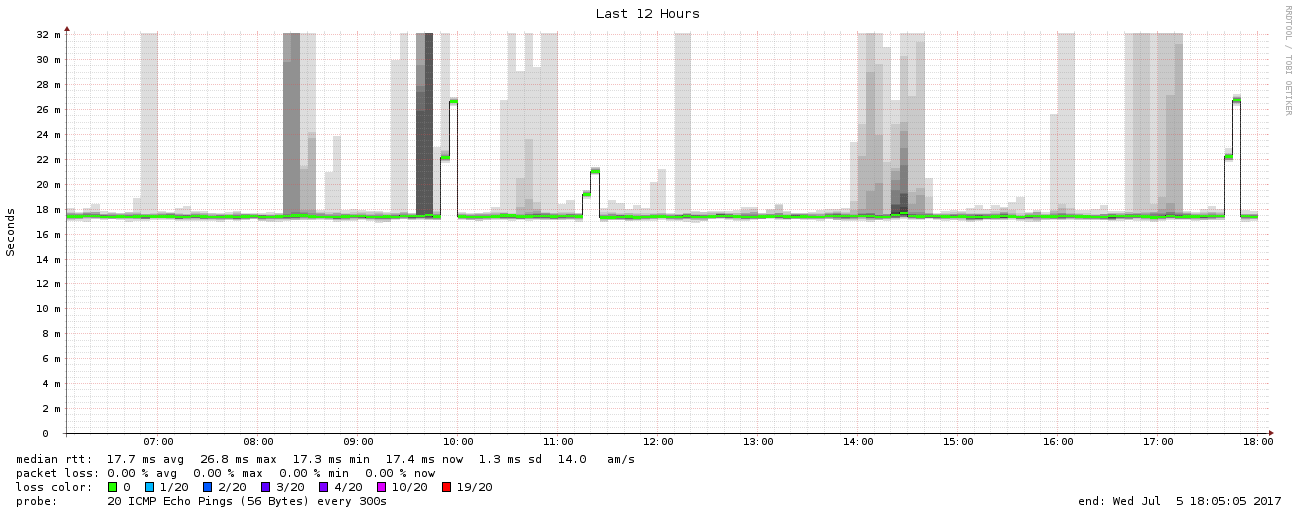 Last 12 Hours
RRDTOOL / TOBI OETIKER
Seconds
32 m
30 m
28 m
26 m
24 m
22 m
20 m
18 m
16 m
14 m
12 m
10 m
8 m
6 m
4 m
2 m
0
07:00 08:00 09:00 10:00 11:00 12:00 13:00 14:00 15:00 16:00 17:00 18:00
median rtt: 17.7 ms avg 26.8 ms max 17.3 ms min 17.4 ms now 1.3 ms sd 14.0 am/s
packet loss: 0.00 % avg 0.00 % max 0.00 % min 0.00 % now
loss color: 0 1/20 2/20 3/20 4/20 10/20 19/20
probe: 20 ICMP Echo Pings (56 Bytes) every 300s end: Wed Jul 5 18:05:05 2017